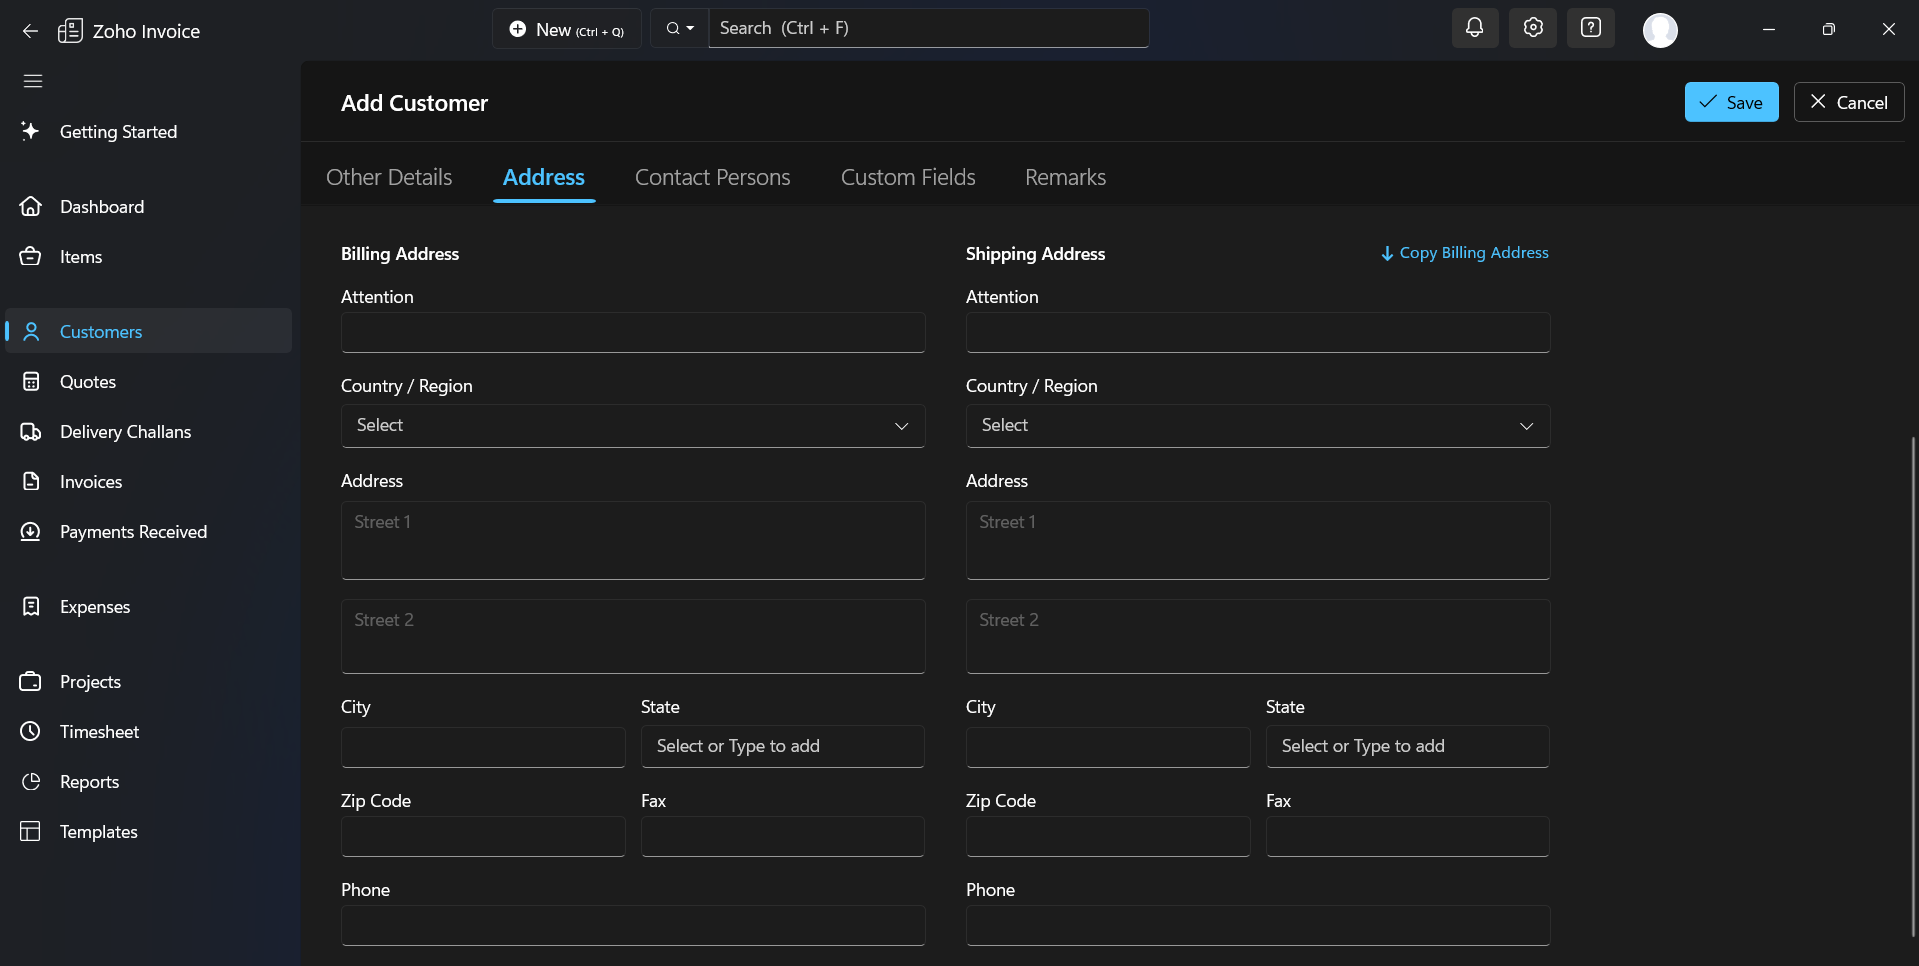 Zoho Invoice
New (Ctrl + Q)
Search (Ctrl + F)
Getting Started
Dashboard
Items
Customers
Quotes
Delivery Challans
Invoices
Payments Received
Expenses
Projects
Timesheet
Reports
Templates
Add Customer
Save
Cancel
Other Details
Address
Contact Persons
Custom Fields
Remarks
Billing Address
Attention
Country / Region
Select
Address
Street 1
Street 2
City
State
Select or Type to add
Zip Code
Fax
Phone
Shipping Address
Copy Billing Address
Attention
Country / Region
Select
Address
Street 1
Street 2
City
State
Select or Type to add
Zip Code
Fax
Phone